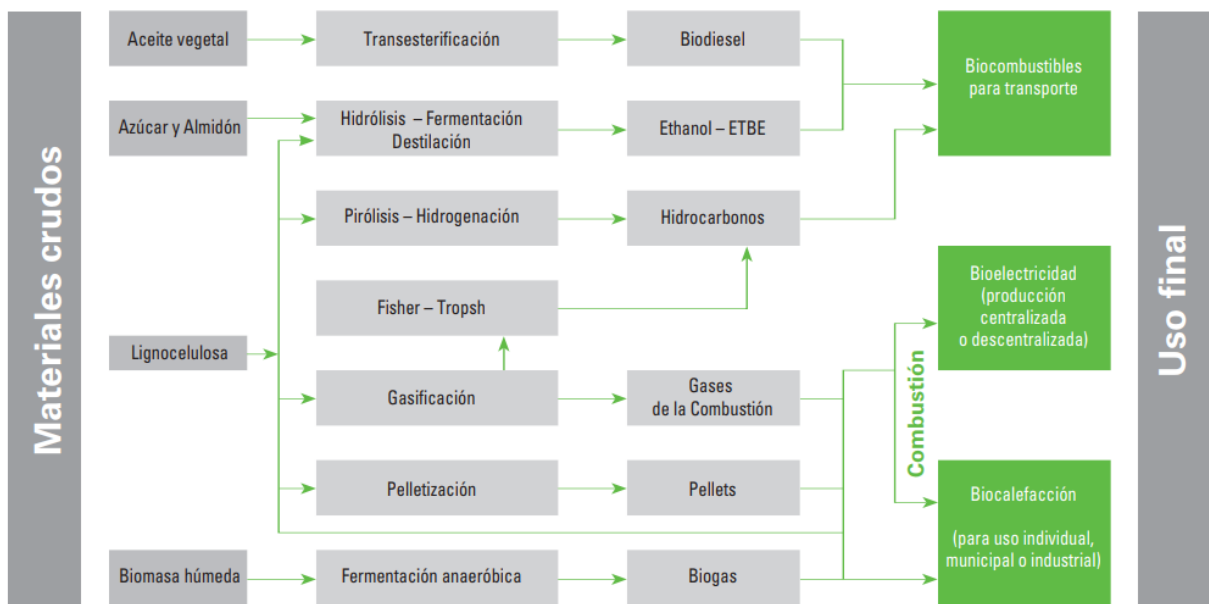 Materiales crudos
Aceite vegetal
Transesterificación
Biodiesel
Biocombustibles
para transporte
Azúcar y Almidón
Hidrólisis – Fermentación
Destilación
Ethanol – ETBE
Pirólisis – Hidrogenación
Hidrocarbonos
Fisher – Tropsh
Bioelectricidad
(producción
centralizada
o descentralizada)
Lignocelulosa
Gasificación
Gases
de la Combustión
Combustión
Pelletización
Pellets
Biocalefacción
(para uso individual,
municipal o industrial)
Biomasa húmeda
Fermentación anaeróbica
Biogas
Uso final